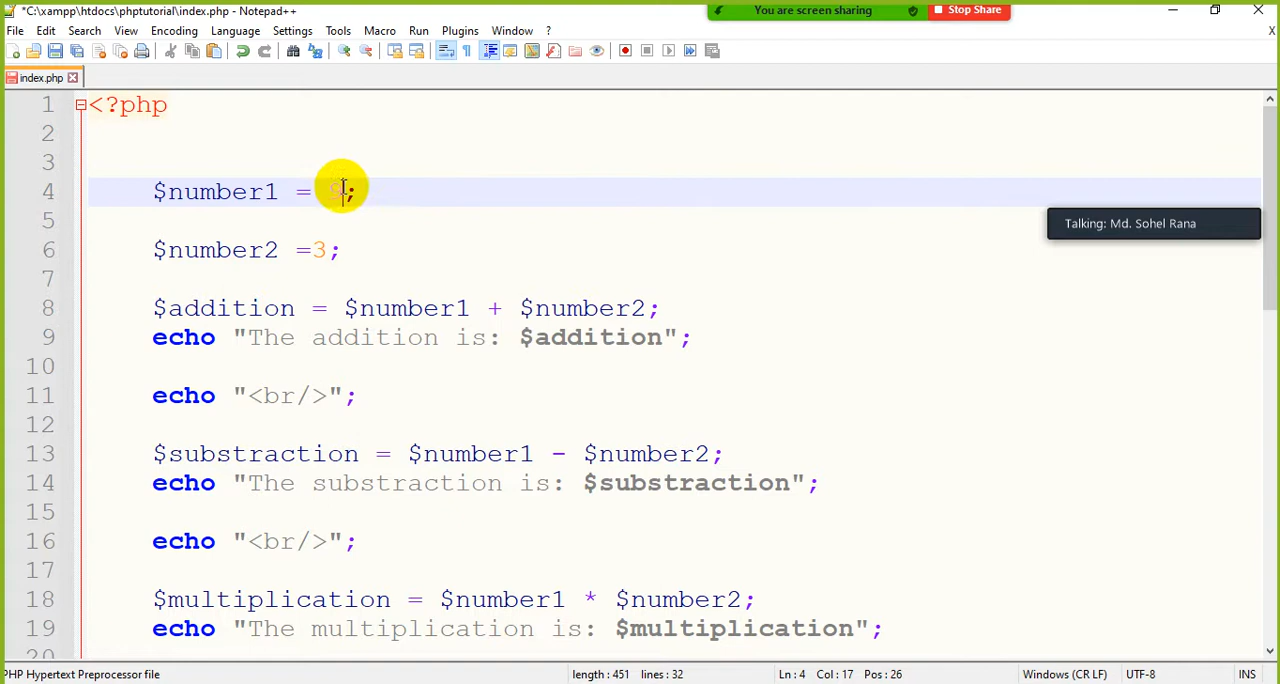 *C:\xampp\htdocs\phptutorial\index.php - Notepad++
You are screen sharing
Stop Share
File Edit Search View Encoding Language Settings Tools Macro Run Plugins Window ?
X
index.php
1 <?php
2
3
4 $number1 = 9;
5
6 $number2 =3;
7
8 $addition = $number1 + $number2;
9 echo "The addition is: $addition";
10
11 echo "<br/>";
12
13 $substraction = $number1 - $number2;
14 echo "The substraction is: $substraction";
15
16 echo "<br/>";
17
18 $multiplication = $number1 * $number2;
19 echo "The multiplication is: $multiplication";
20
Talking: Md. Sohel Rana
PHP Hypertext Preprocessor file length : 451 lines : 32 Ln : 4 Col : 17 Pos : 26 Windows (CR LF) UTF-8 INS